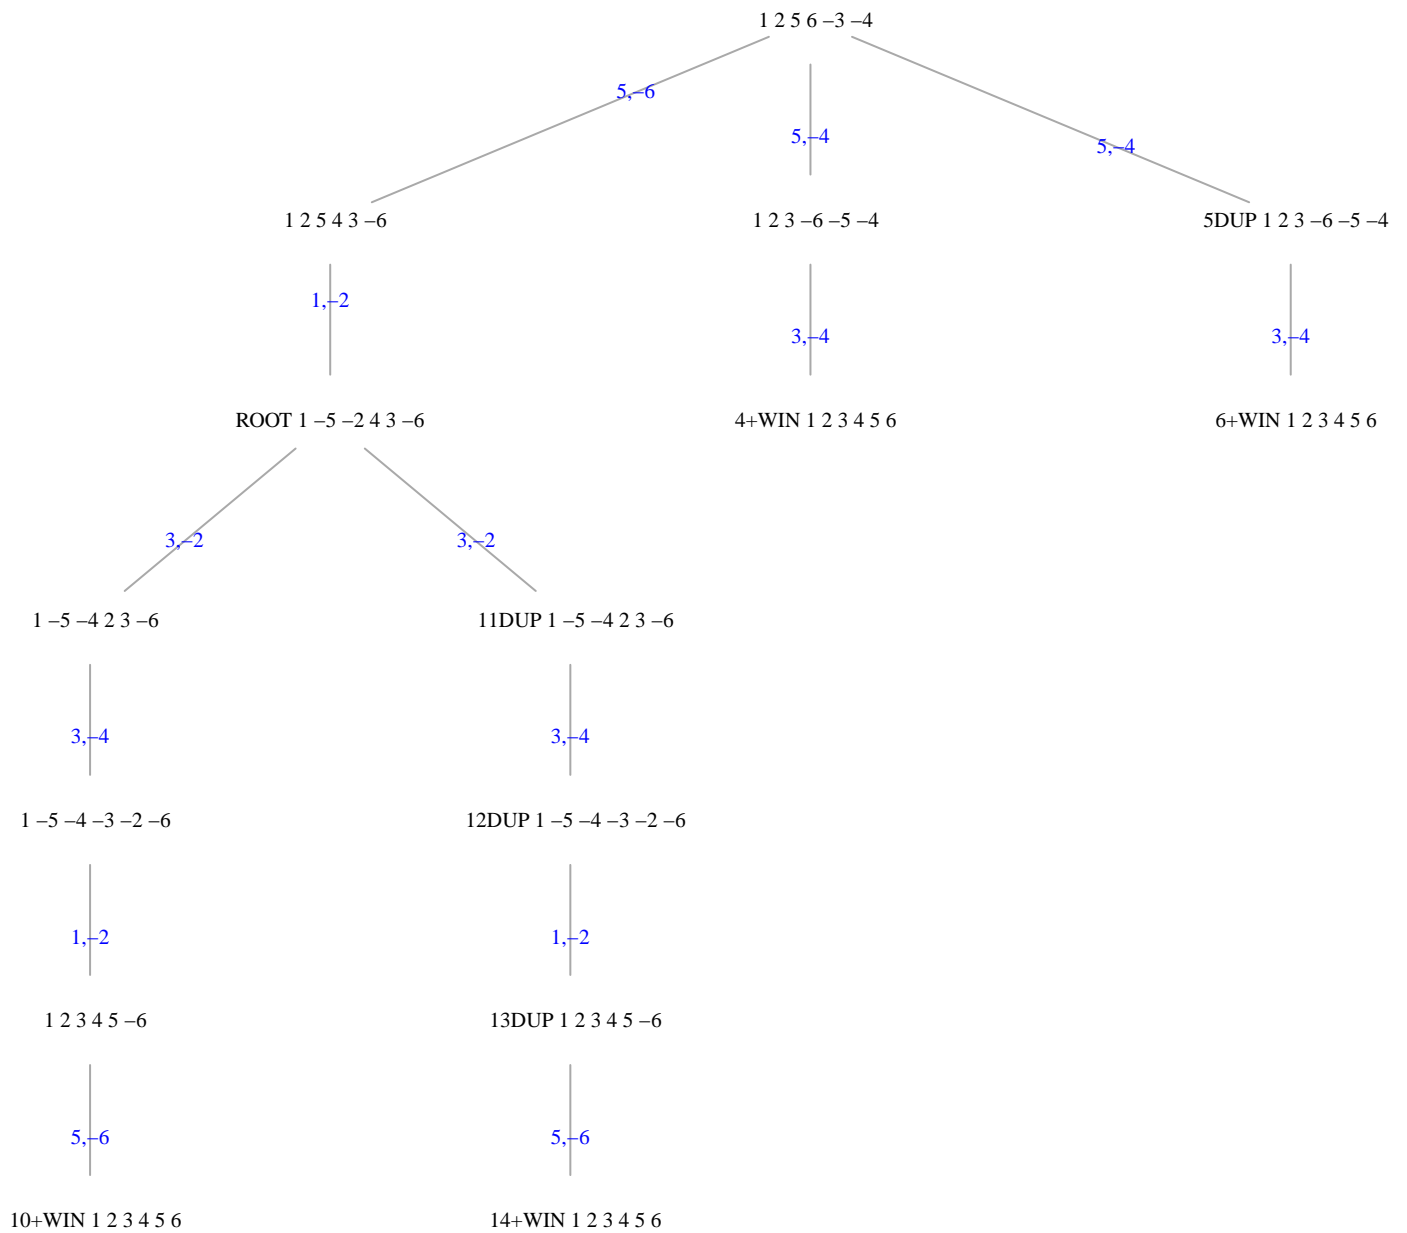 1 2 5 6 –3 –4
5,–6
5,–4
5,–4
1 2 5 4 3 –6
1 2 3 –6 –5 –4
5DUP 1 2 3 –6 –5 –4
1,–2
3,–4
3,–4
ROOT 1 –5 –2 4 3 –6
4+WIN 1 2 3 4 5 6
6+WIN 1 2 3 4 5 6
3,–2
3,–2
1 –5 –4 2 3 –6
11DUP 1 –5 –4 2 3 –6
3,–4
3,–4
1 –5 –4 –3 –2 –6
12DUP 1 –5 –4 –3 –2 –6
1,–2
1,–2
1 2 3 4 5 –6
13DUP 1 2 3 4 5 –6
5,–6
5,–6
10+WIN 1 2 3 4 5 6
14+WIN 1 2 3 4 5 6